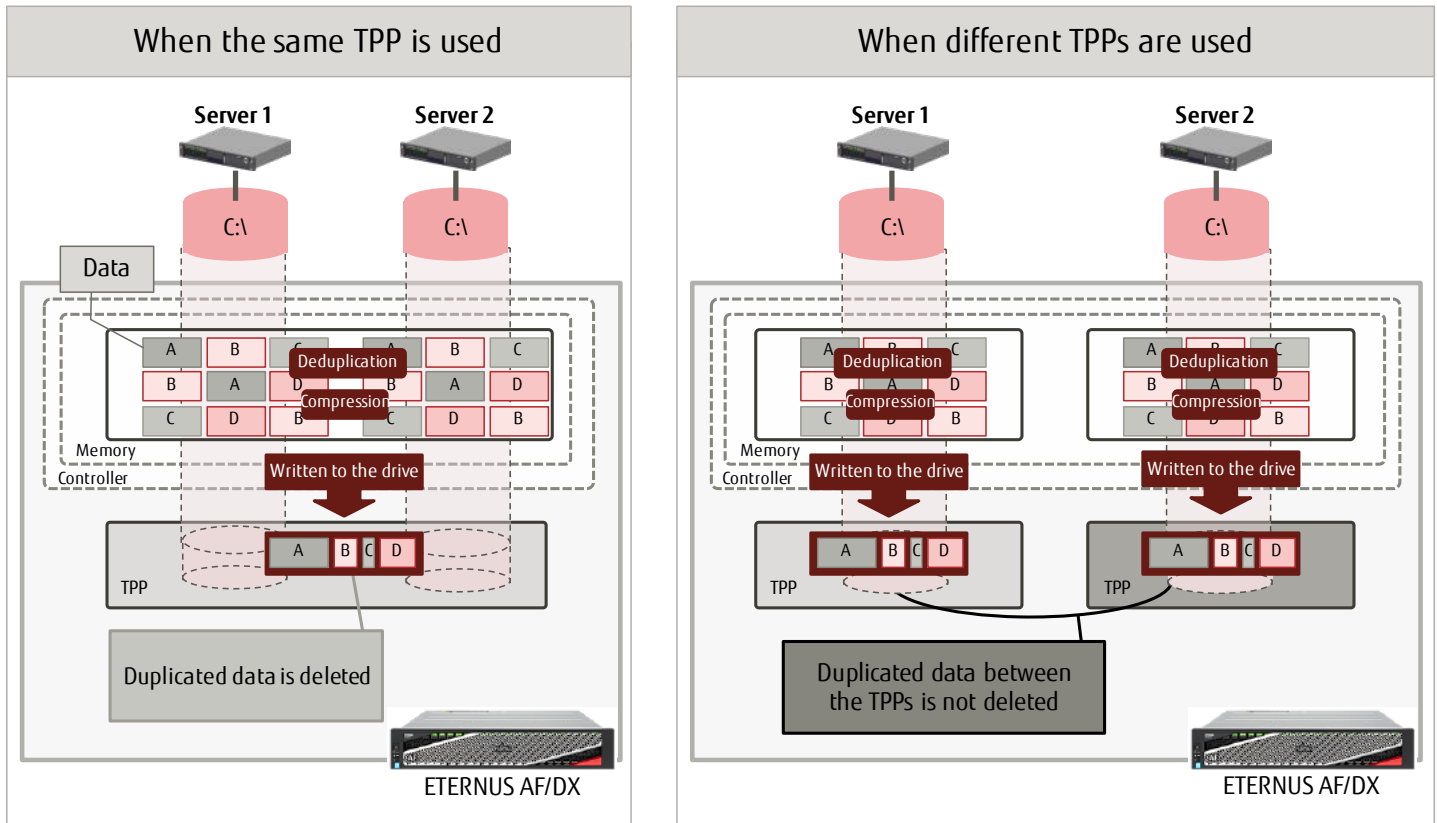 When the same TPP is used
Server 1
Server 2
C:\
C:\
Data
A B C A B C
Deduplication
B A D B A D
Compression
C D B C D B
Memory
Controller
Written to the drive
A B C D
TPP
Duplicated data is deleted
ETERNUS AF/DX
When different TPPs are used
Server 1
Server 2
C:\
C:\
A B C
A B C
Deduplication
Deduplication
B A D
B A D
Compression
Compression
C D B
C D B
Memory
Controller
Written to the drive
Written to the drive
A B C D
A B C D
TPP
TPP
Duplicated data between
the TPPs is not deleted
ETERNUS AF/DX